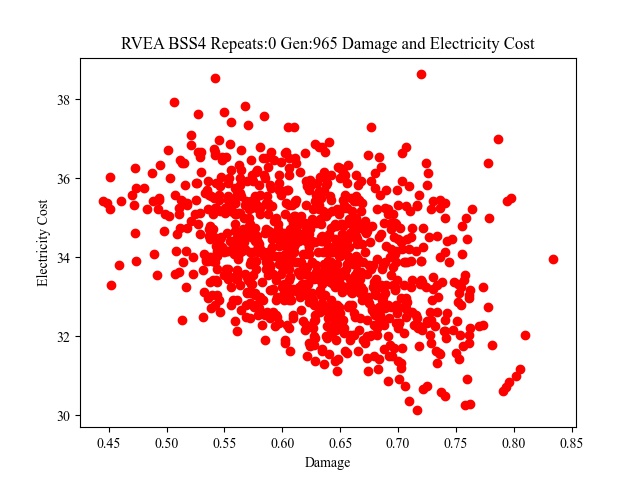 RVEA BSS4 Repeats:0 Gen:965 Damage and Electricity Cost
38
36
34
32
30
Electricity Cost
0.45 0.50 0.55 0.60 0.65 0.70 0.75 0.80 0.85
Damage